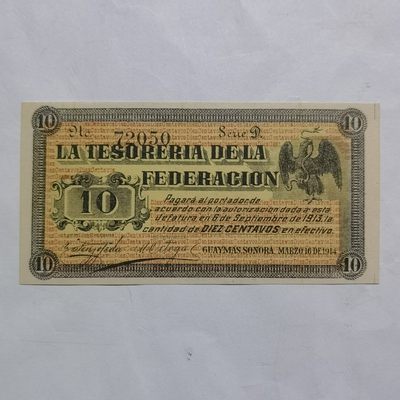 10 No. 72050 Serie D. 10
LA TESORERIA DE LA
FEDERACION
10
Pagará al portador de
acuerdo con la autorizacion dada á esta
Jefatura en 6 de Septiembre de 1913, la
cantidad de DIEZ CENTAVOS, en efectivo.
GUAYMAS, SONORA, MARZO 16 DE 1914
10 10